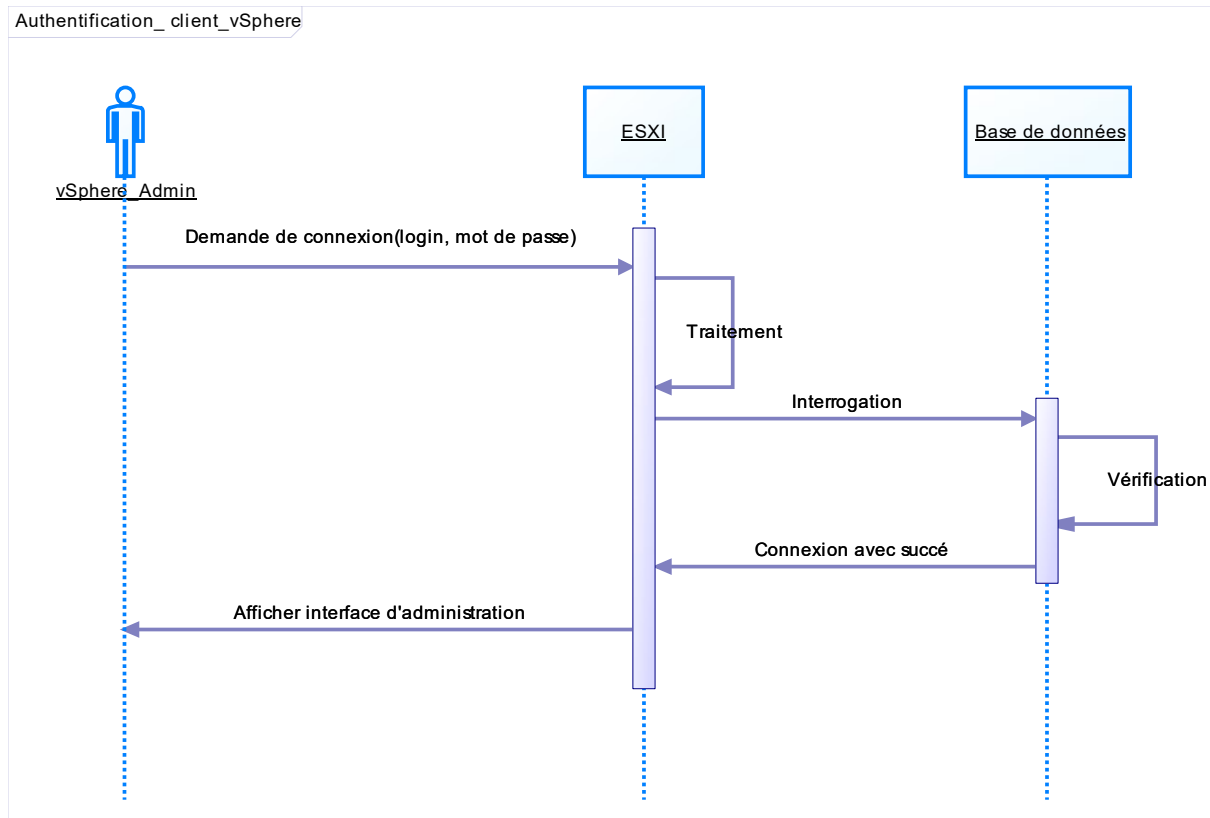 Authentification_ client_vSphere
ESXI
Base de données
vSphere_Admin
Demande de connexion(login, mot de passe)
Traitement
Interrogation
Vérification
Connexion avec succé
Afficher interface d'administration